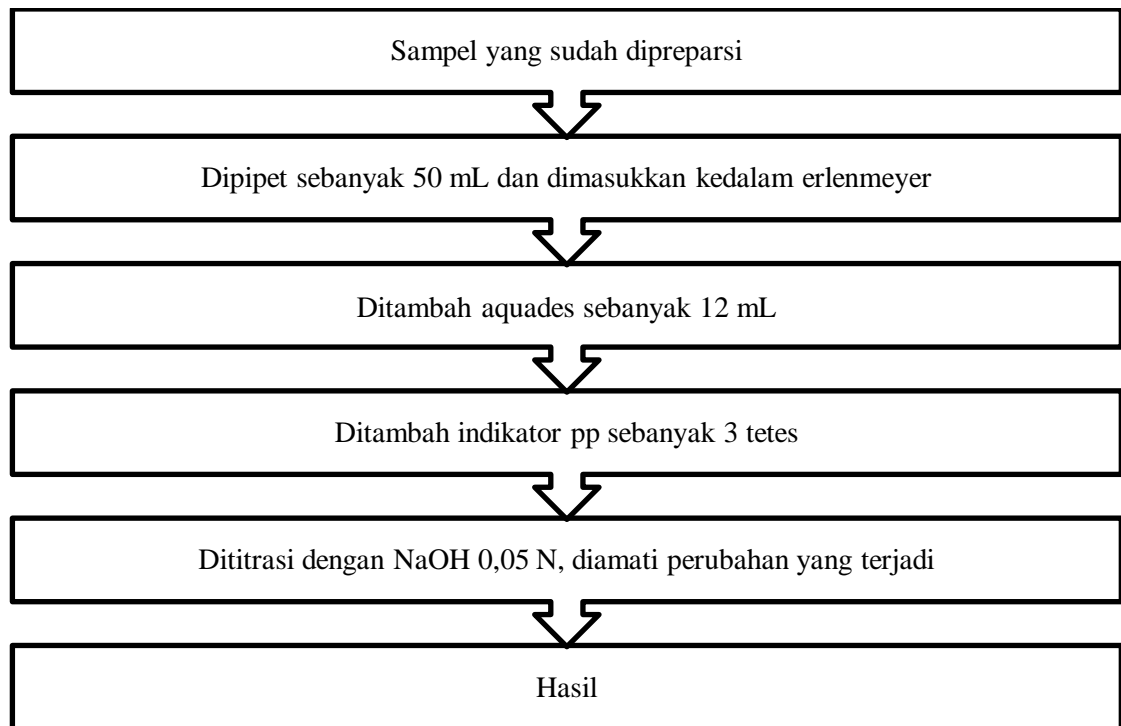 Sampel yang sudah dipreparsi
Dipipet sebanyak 50 mL dan dimasukkan kedalam erlenmeyer
Ditambah aquades sebanyak 12 mL
Ditambah indikator pp sebanyak 3 tetes
Dititrasi dengan NaOH 0,05 N, diamati perubahan yang terjadi
Hasil